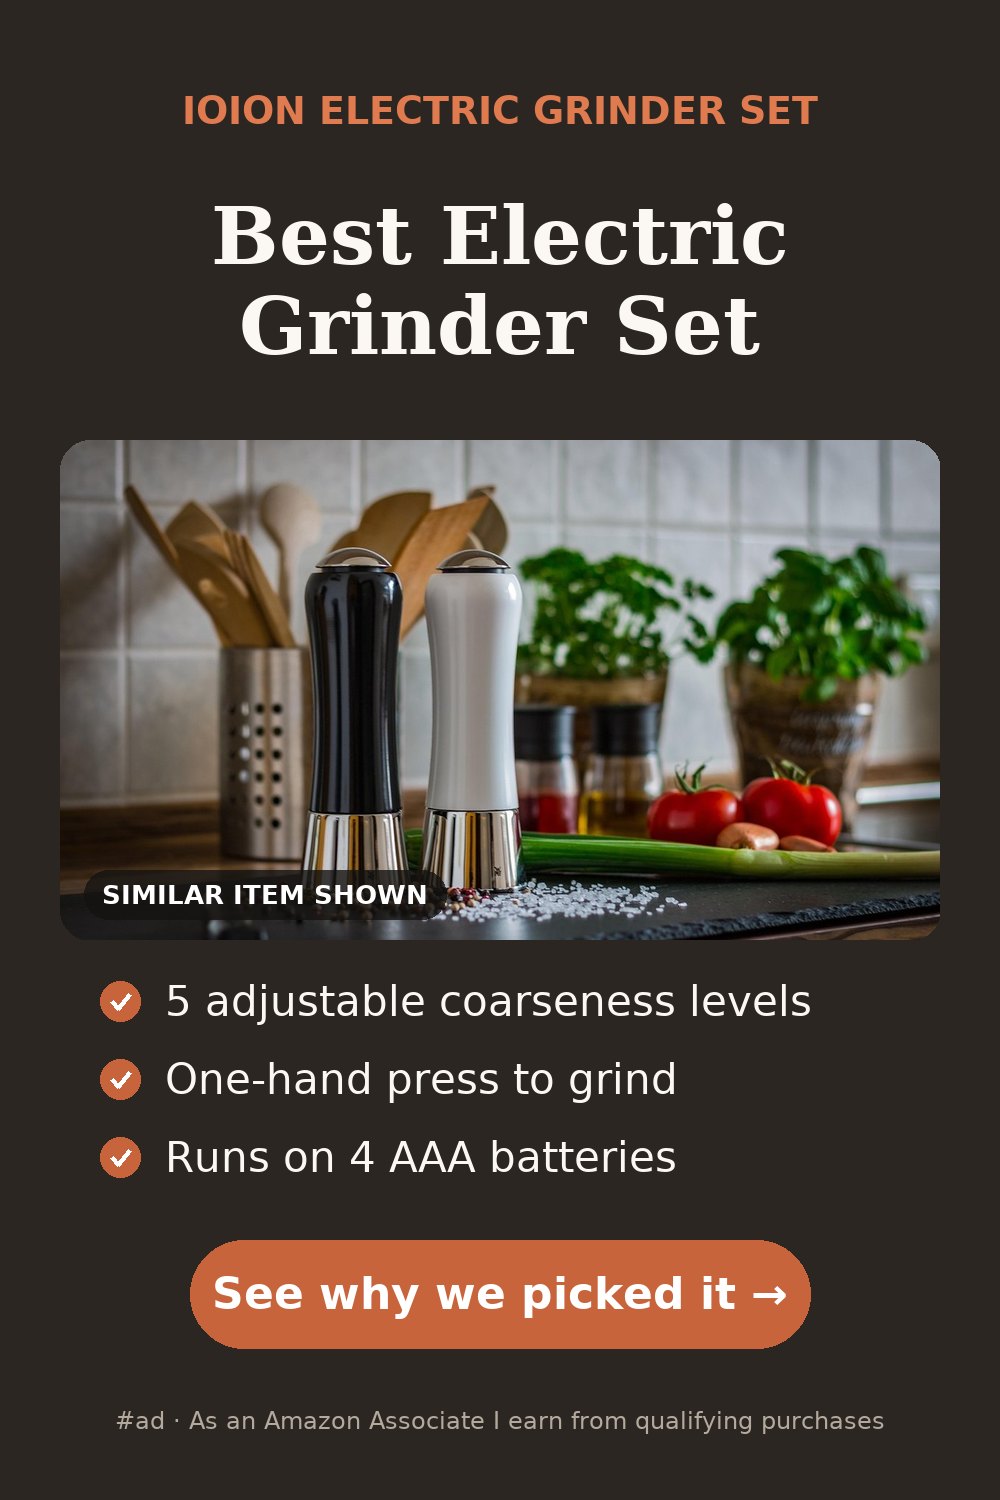 IOION ELECTRIC GRINDER SET
Best Electric
Grinder Set
SIMILAR ITEM SHOWN
5 adjustable coarseness levels
One-hand press to grind
Runs on 4 AAA batteries
See why we picked it →
#ad · As an Amazon Associate I earn from qualifying purchases